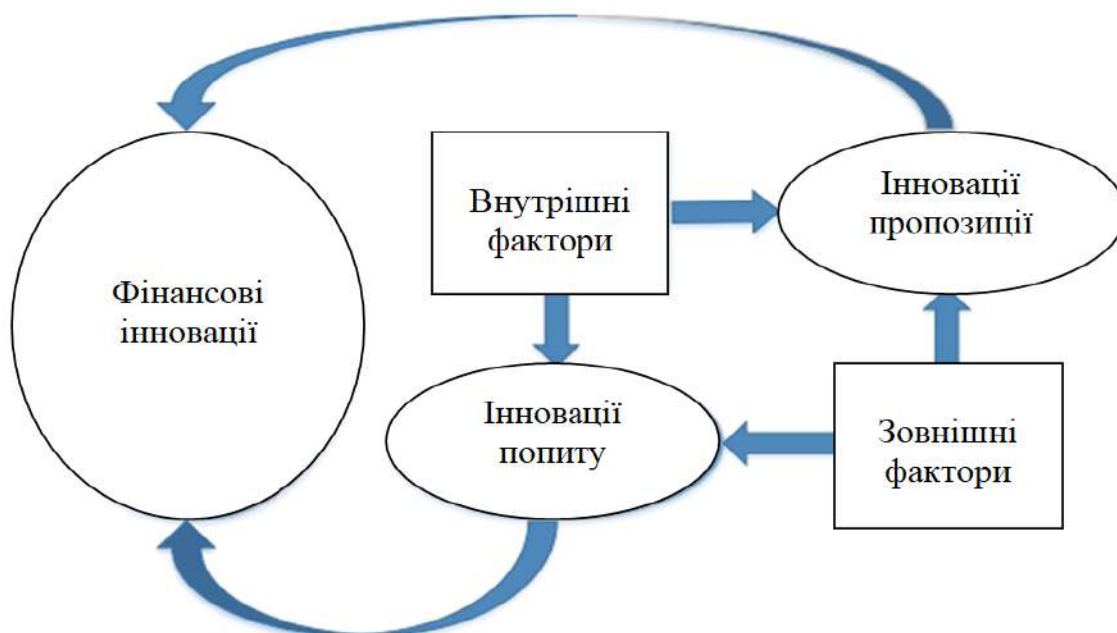 Внутрішні
фактори
Інновації
пропозиції
Фінансові
інновації
Інновації
попиту
Зовнішні
фактори